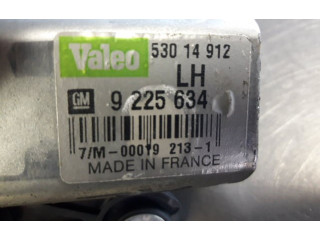 Valeo 530 14 912
LH
GM 9 225 634
7/M-00019 213-1
MADE IN FRANCE